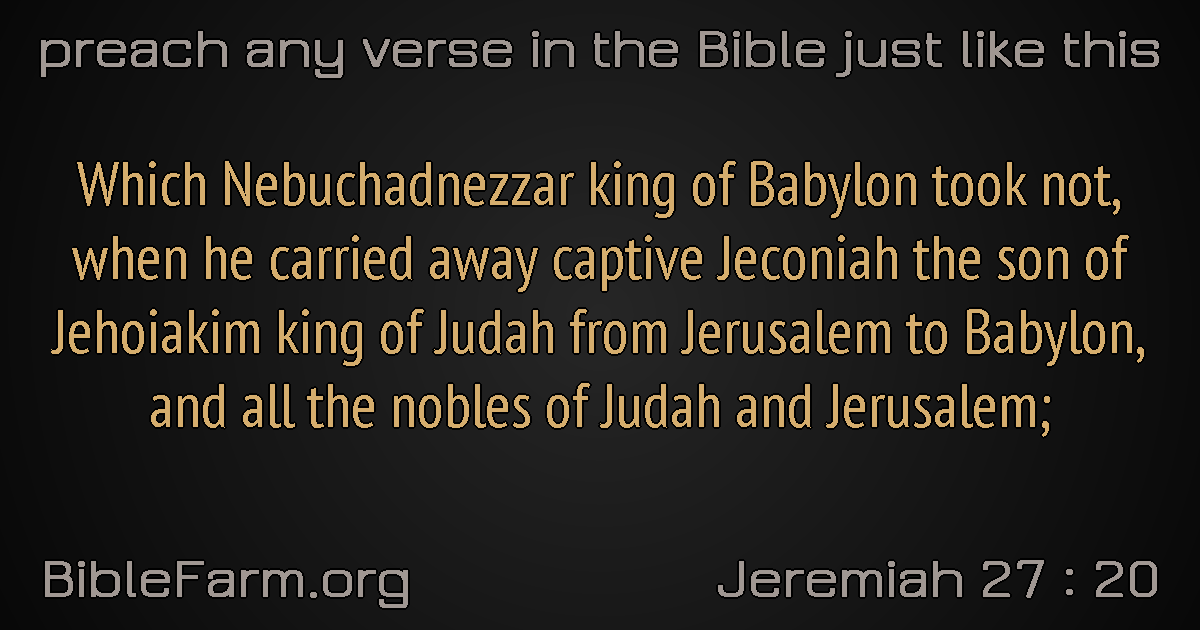 preach any verse in the Bible just like this
Which Nebuchadnezzar king of Babylon took not,
when he carried away captive Jeconiah the son of
Jehoiakim king of Judah from Jerusalem to Babylon,
and all the nobles of Judah and Jerusalem;
BibleFarm.org
Jeremiah 27 : 20